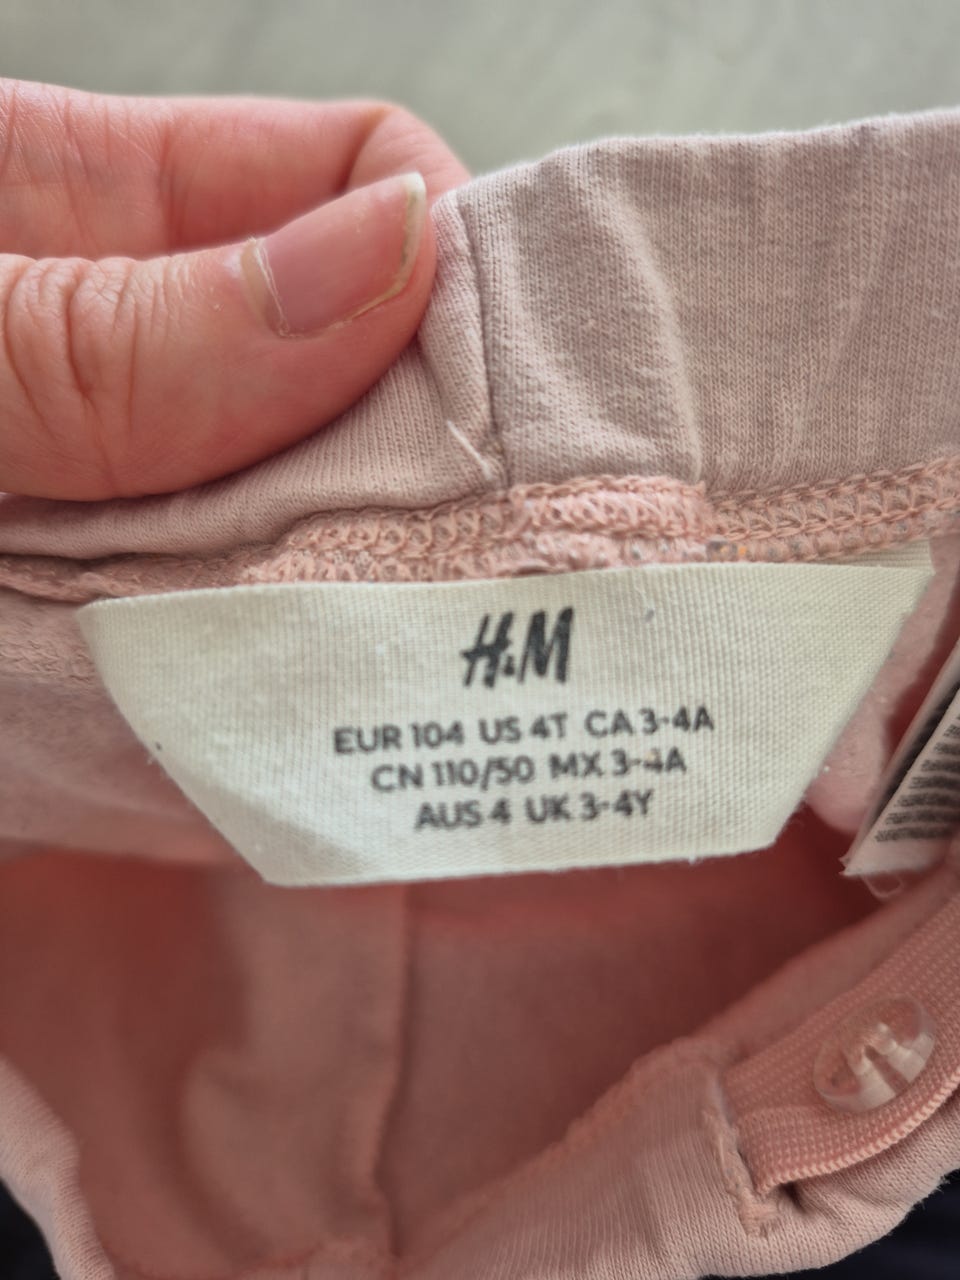 H&M
EUR 104 US 4T CA 3-4A
CN 110/50 MX 3-4A
AUS 4 UK 3-4Y